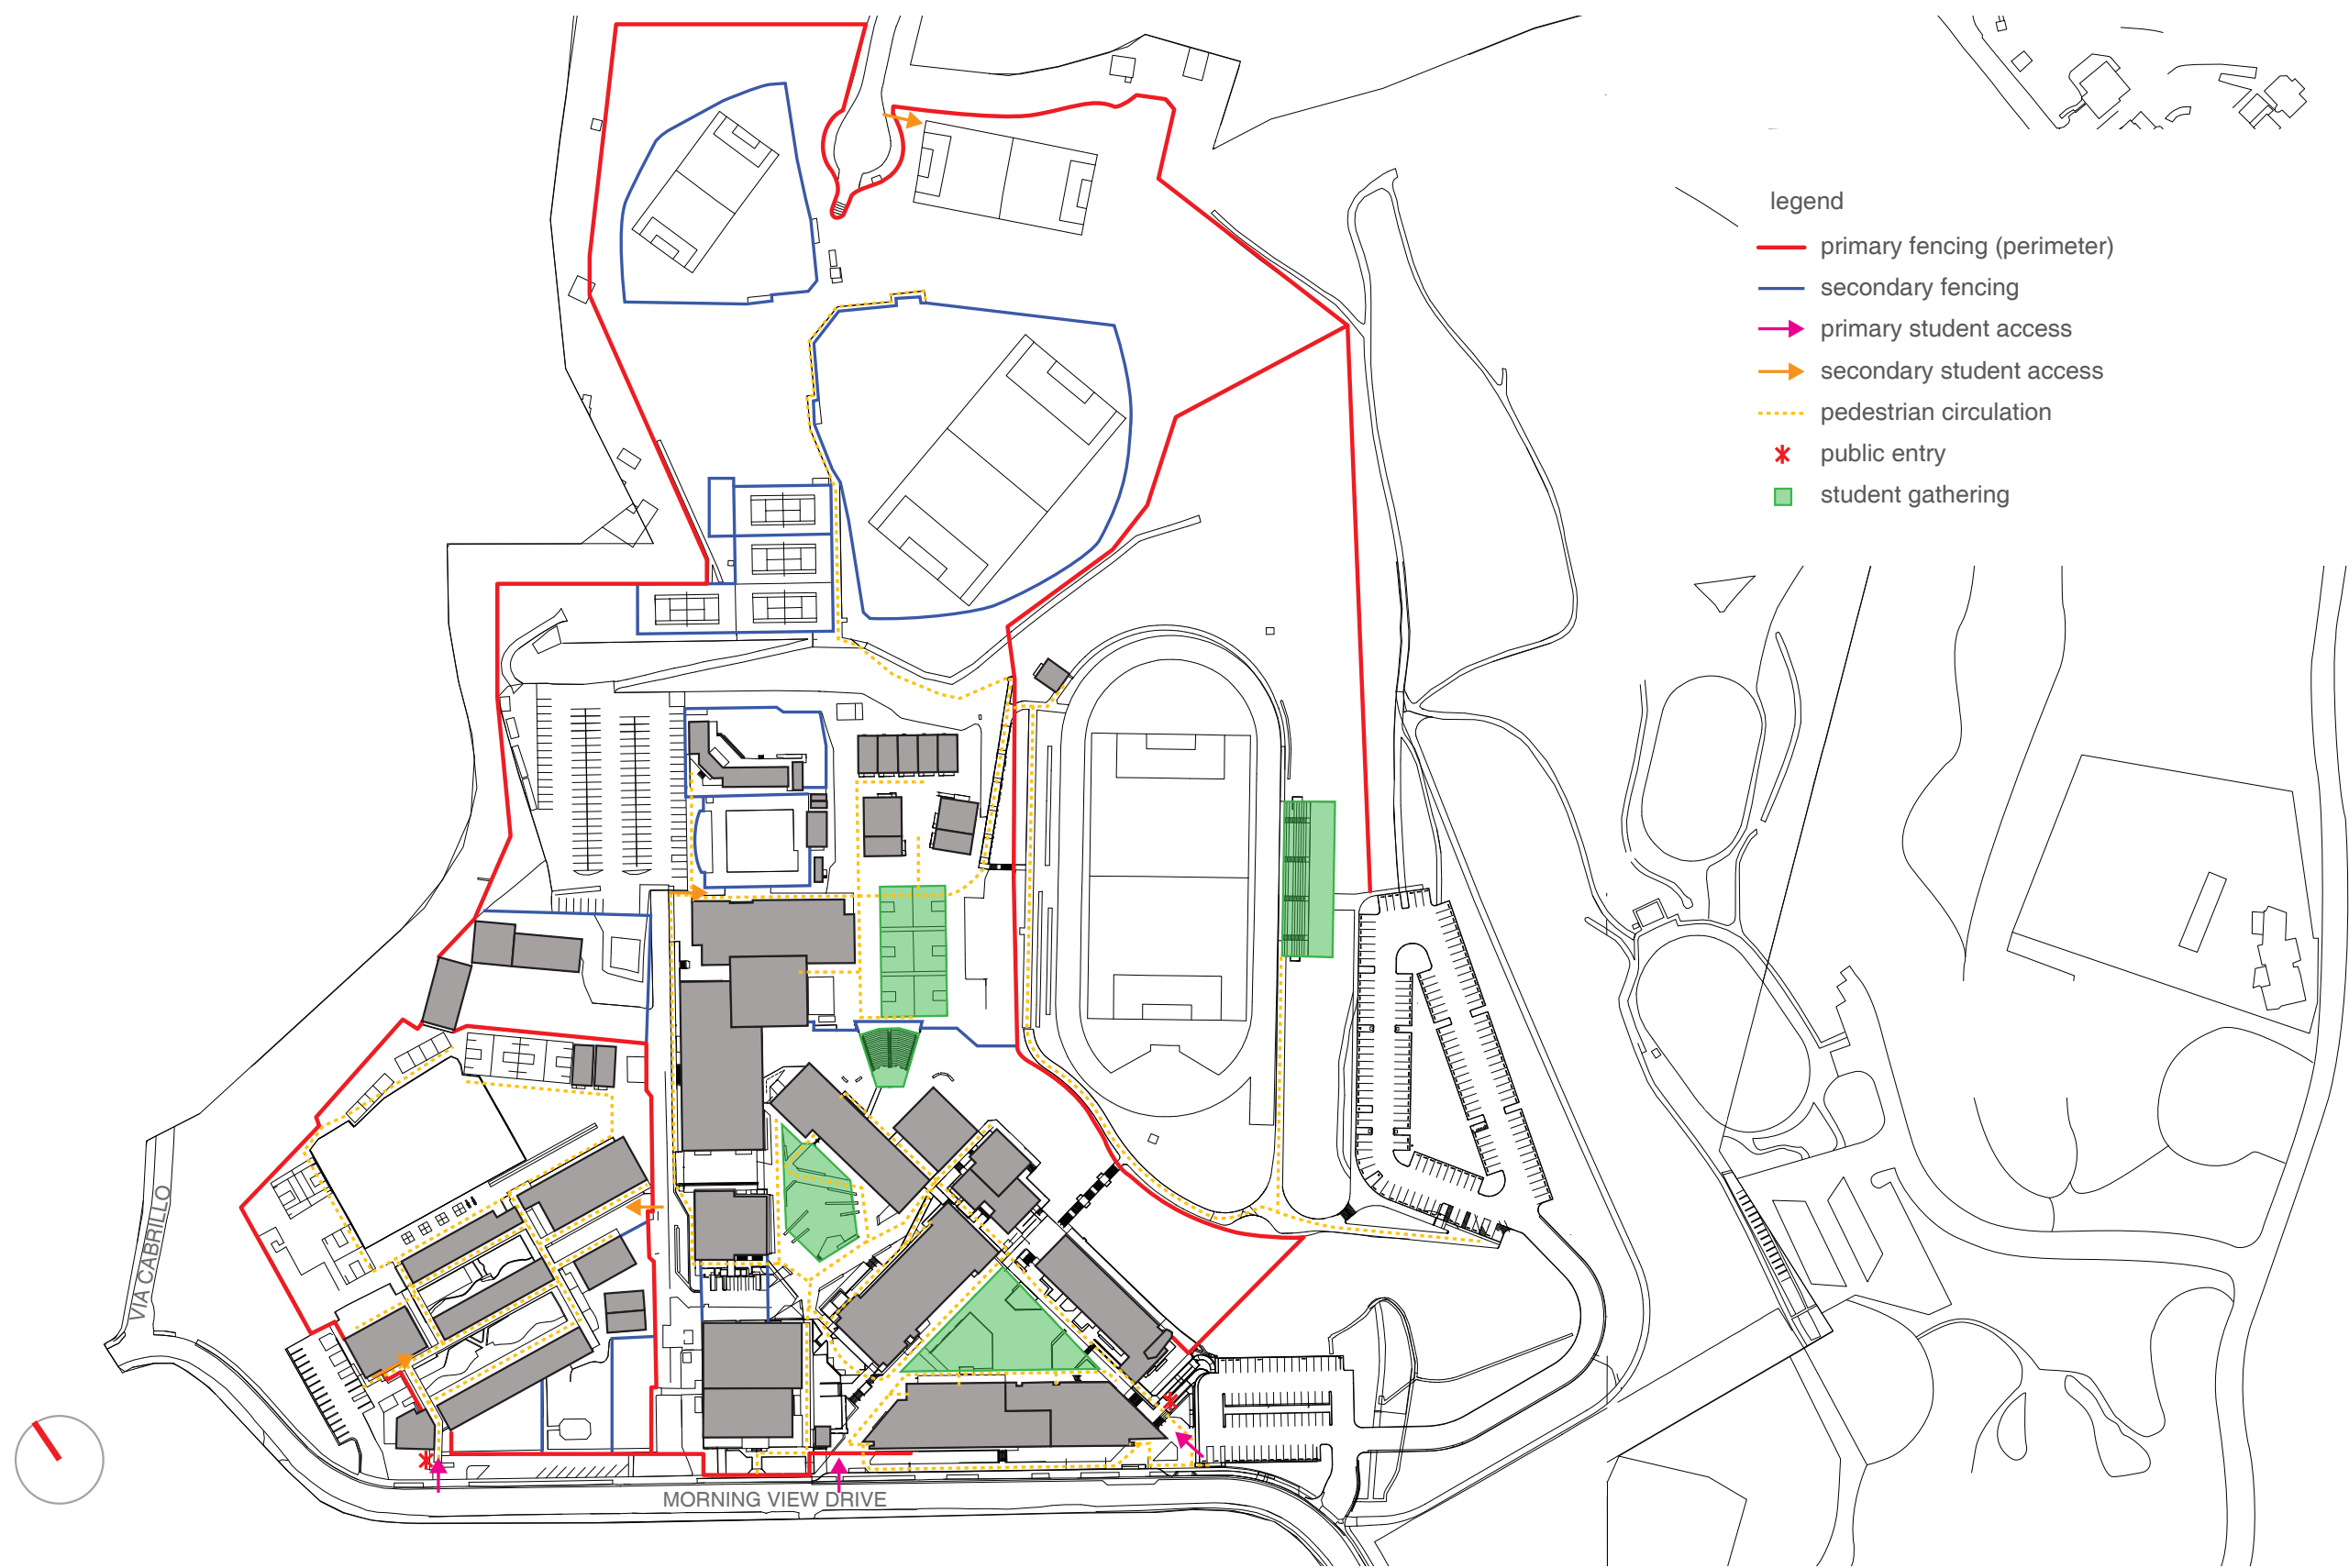 legend
primary fencing (perimeter)
secondary fencing
primary student access
secondary student access
pedestrian circulation
public entry
student gathering
VIA CABRILLO
MORNING VIEW DRIVE